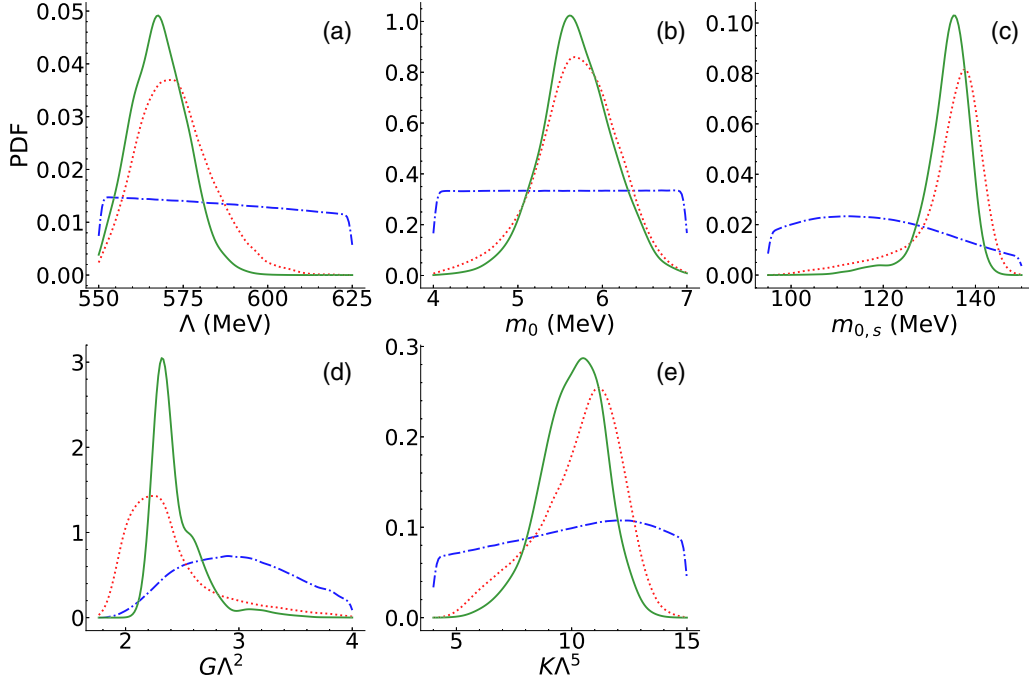 (a) (b) (c)
PDF
0.05 0.04 0.03 0.02 0.01 0.00
1.0 0.8 0.6 0.4 0.2 0.0
0.10 0.08 0.06 0.04 0.02 0.00
550 575 600 625 4 5 6 7 100 120 140
Λ (MeV) m₀ (MeV) m₀,ₛ (MeV)
(d) (e)
3 2 1 0
0.3 0.2 0.1 0.0
2 3 4 5 10 15
GΛ² KΛ⁵